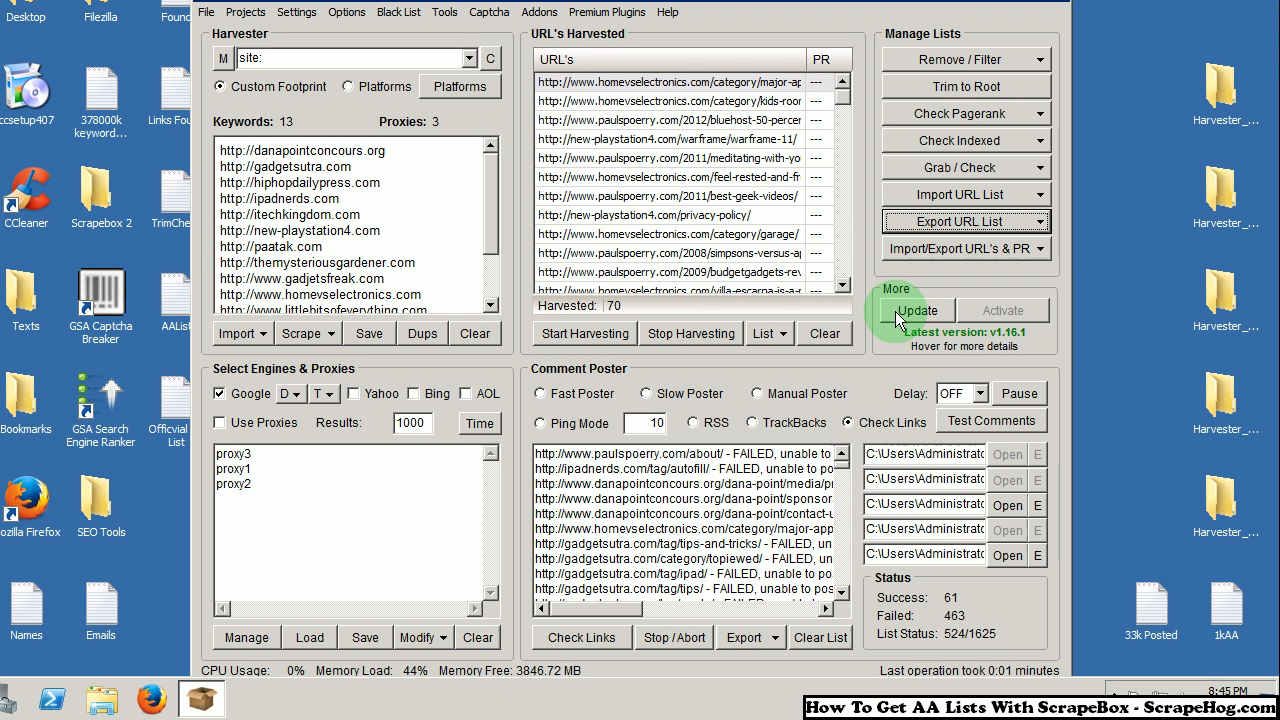 Desktop
Filezilla
Foun
File Projects Settings Options Black List Tools Captcha Addons Premium Plugins Help
Harvester
M site: C
Custom Footprint Platforms Platforms
Keywords: 13 Proxies: 3
http://danapointconcours.org
http://gadgetsutra.com
http://hiphopdailypress.com
http://ipadnerds.com
http://itechkingdom.com
http://new-playstation4.com
http://paatak.com
http://themysteriousgardener.com
http://www.gadjetsfreak.com
http://www.homevselectronics.com
http://www.littlebitsofeverything.com
Import Scrape Save Dups Clear
URL's Harvested
URL's PR
http://www.homevselectronics.com/category/major-ap ---
http://www.homevselectronics.com/category/kids-roor ---
http://www.paulspoerry.com/2012/bluehost-50-percer ---
http://new-playstation4.com/warframe/warframe-11/ ---
http://www.paulspoerry.com/2011/meditating-with-yo ---
http://www.homevselectronics.com/feel-rested-and-fr ---
http://www.paulspoerry.com/2011/best-geek-videos/ ---
http://new-playstation4.com/privacy-policy/ ---
http://www.homevselectronics.com/category/garage/ ---
http://www.paulspoerry.com/2008/simpsons-versus-a ---
http://www.paulspoerry.com/2009/budgetgadgets-rev ---
http://www.homevselectronics.com/villa-escarpa-is-a- ---
Harvested: 70
Start Harvesting Stop Harvesting List Clear
Manage Lists
Remove / Filter
Trim to Root
Check Pagerank
Check Indexed
Grab / Check
Import URL List
Export URL List
Import/Export URL's & PR
More
Update Activate
Latest version: v1.16.1
Hover for more details
Select Engines & Proxies
Google D T Yahoo Bing AOL
Use Proxies Results: 1000 Time
proxy3
proxy1
proxy2
Manage Load Save Modify Clear
Comment Poster
Fast Poster Slow Poster Manual Poster Delay: OFF Pause
Ping Mode 10 RSS TrackBacks Check Links Test Comments
http://www.paulspoerry.com/about/ - FAILED, unable to
http://ipadnerds.com/tag/autofill/ - FAILED, unable to po
http://www.danapointconcours.org/dana-point/media/pr
http://www.danapointconcours.org/dana-point/sponsor
http://www.danapointconcours.org/dana-point/contact-u
http://www.homevselectronics.com/category/mcror-app
http://gadgetsutra.com/tag/tips-and-tricks/ - FAILED, un
http://gadgetsutra.com/category/topiewed/ - FAILED, un
http://gadgetsutra.com/tag/ipad/ - FAILED, unable to po
http://gadgetsutra.com/tag/tips/ - FAILED, unable to pos
C:\Users\Administrato Open E
C:\Users\Administrato Open E
C:\Users\Administrato Open E
C:\Users\Administrato Open E
C:\Users\Administrato Open E
Check Links Stop / Abort Export Clear List
Status
Success: 61
Failed: 463
List Status: 524/1625
CPU Usage: 0% Memory Load: 44% Memory Free: 3846.72 MB
Last operation took 0:01 minutes
ccsetup407
378000k
keyword...
Links Fou
CCleaner
Scrapebox 2
TrimChe
Texts
GSA Captcha
Breaker
AALis
Bookmarks
GSA Search
Engine Ranker
Officvial
List
ozilla Firefox
SEO Tools
Names
Emails
Harvester_...
Harvester_...
Harvester_...
Harvester_...
Harvester_...
33k Posted
1kAA
8:45 PM
How To Get AA Lists With ScrapeBox - ScrapeHog.com